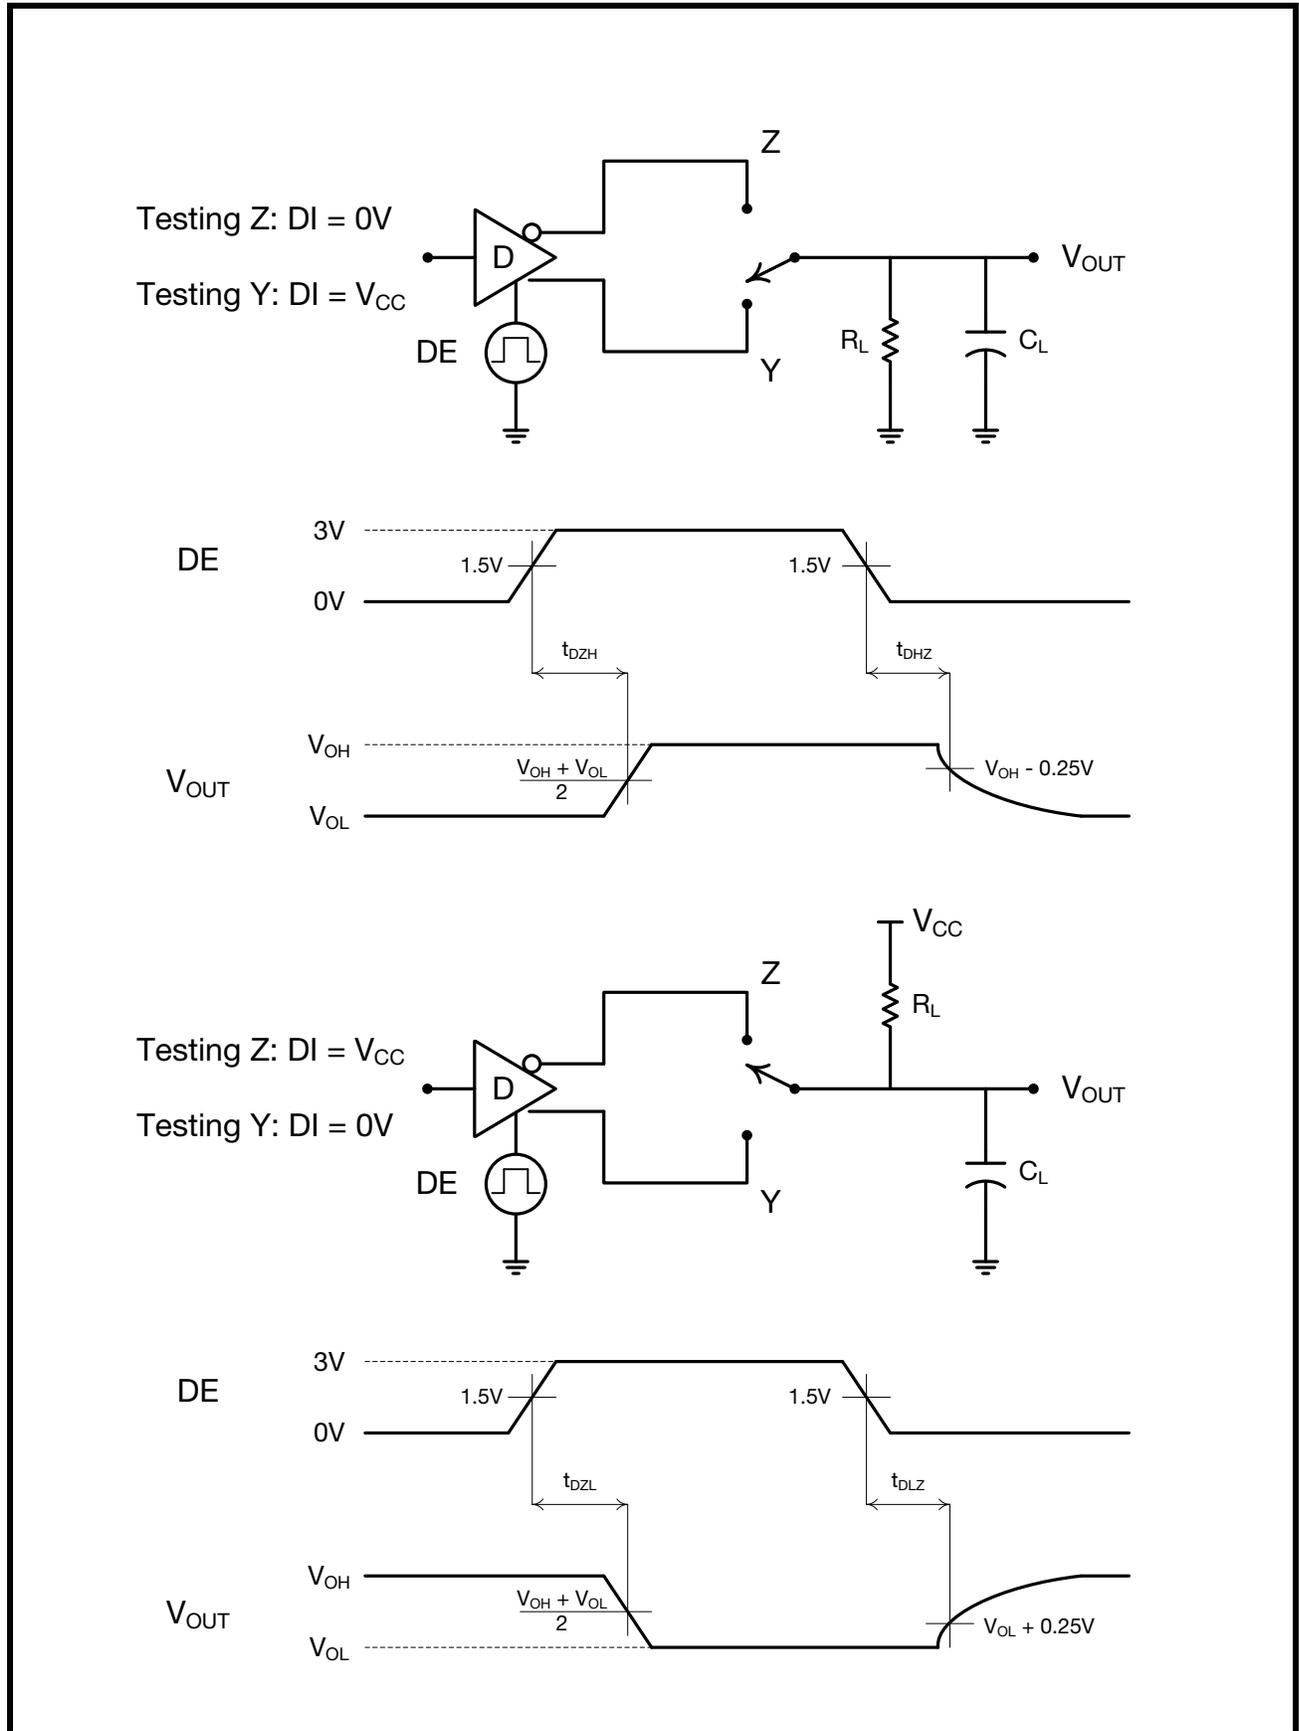 Z
Testing Z: DI = 0V
D
V_OUT
Testing Y: DI = V_CC
DE
R_L
C_L
Y
3V
DE
1.5V
1.5V
0V
t_DZH
t_DHZ
V_OH
V_OH + V_OL
2
V_OH - 0.25V
V_OUT
V_OL
V_CC
Z
R_L
Testing Z: DI = V_CC
D
V_OUT
Testing Y: DI = 0V
C_L
DE
Y
3V
DE
1.5V
1.5V
0V
t_DZL
t_DLZ
V_OH
V_OH + V_OL
2
V_OUT
V_OL + 0.25V
V_OL